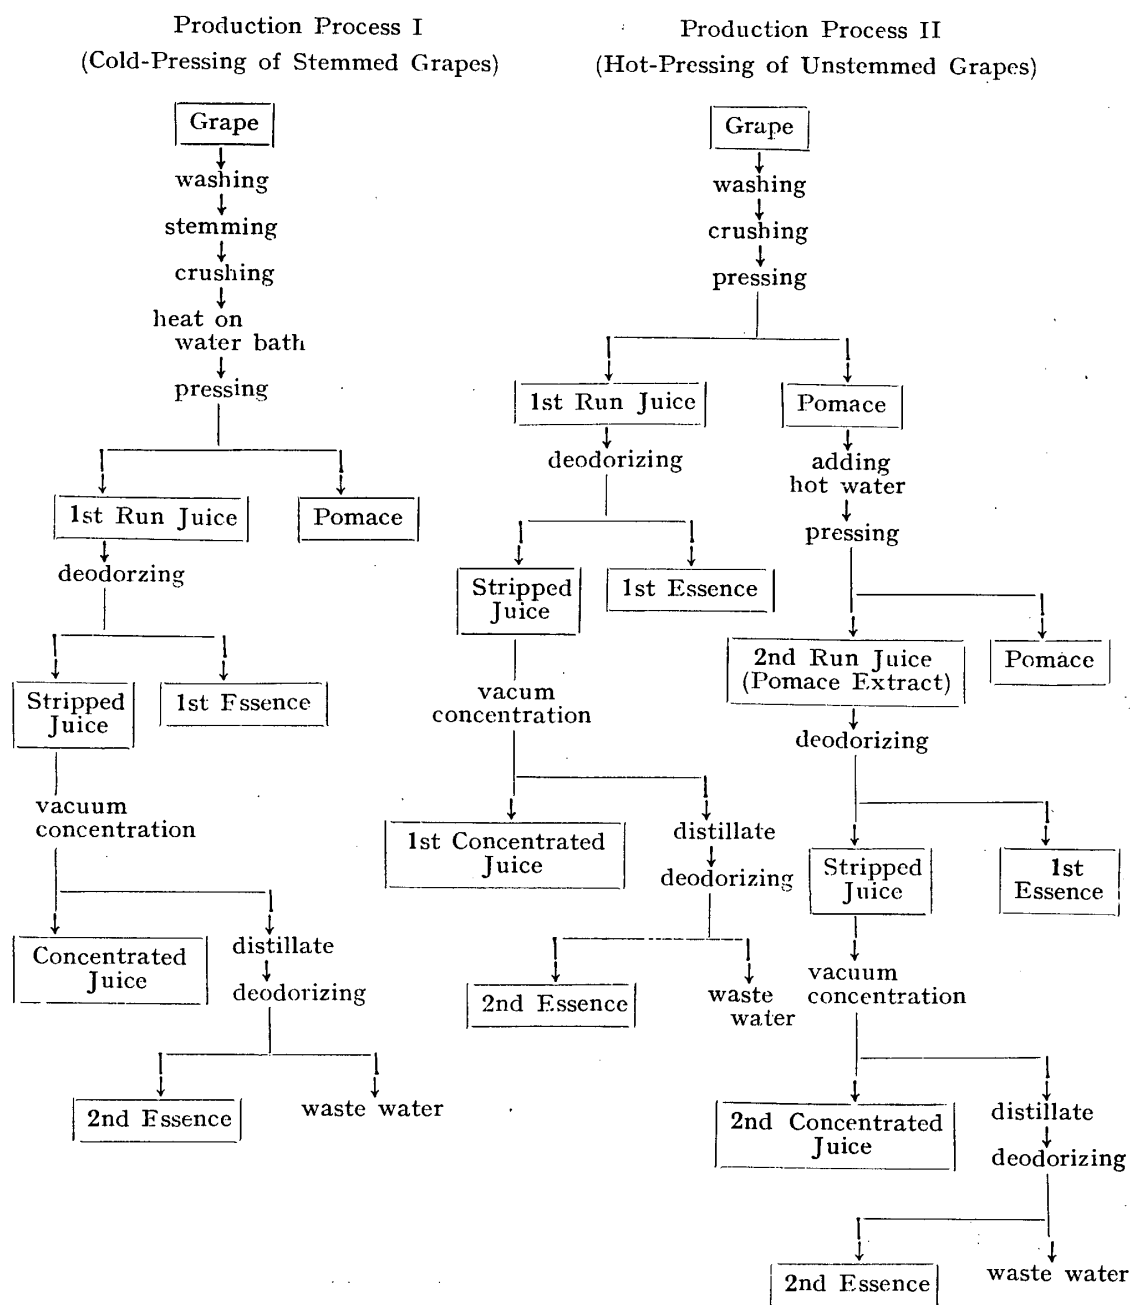 Production Process I
(Cold-Pressing of Stemmed Grapes)
Grape
washing
stemming
crushing
heat on
water bath
pressing
1st Run Juice
Pomace
deodorzing
Stripped
Juice
1st Essence
vacuum
concentration
Concentrated
Juice
distillate
deodorizing
2nd Essence
waste water
Production Process II
(Hot-Pressing of Unstemmed Grapes)
Grape
washing
crushing
pressing
1st Run Juice
Pomace
deodorizing
adding
hot water
pressing
Stripped
Juice
1st Essence
2nd Run Juice
(Pomace Extract)
Pomace
vacum
concentration
deodorizing
1st Concentrated
Juice
distillate
deodorizing
Stripped
Juice
1st
Essence
2nd Essence
waste
water
vacuum
concentration
2nd Concentrated
Juice
distillate
deodorizing
2nd Essence
waste water